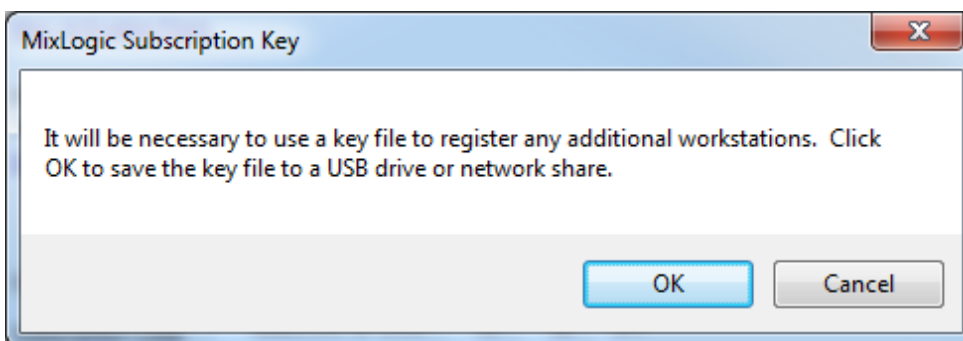 MixLogic Subscription Key
It will be necessary to use a key file to register any additional workstations.  Click
OK to save the key file to a USB drive or network share.
OK
Cancel